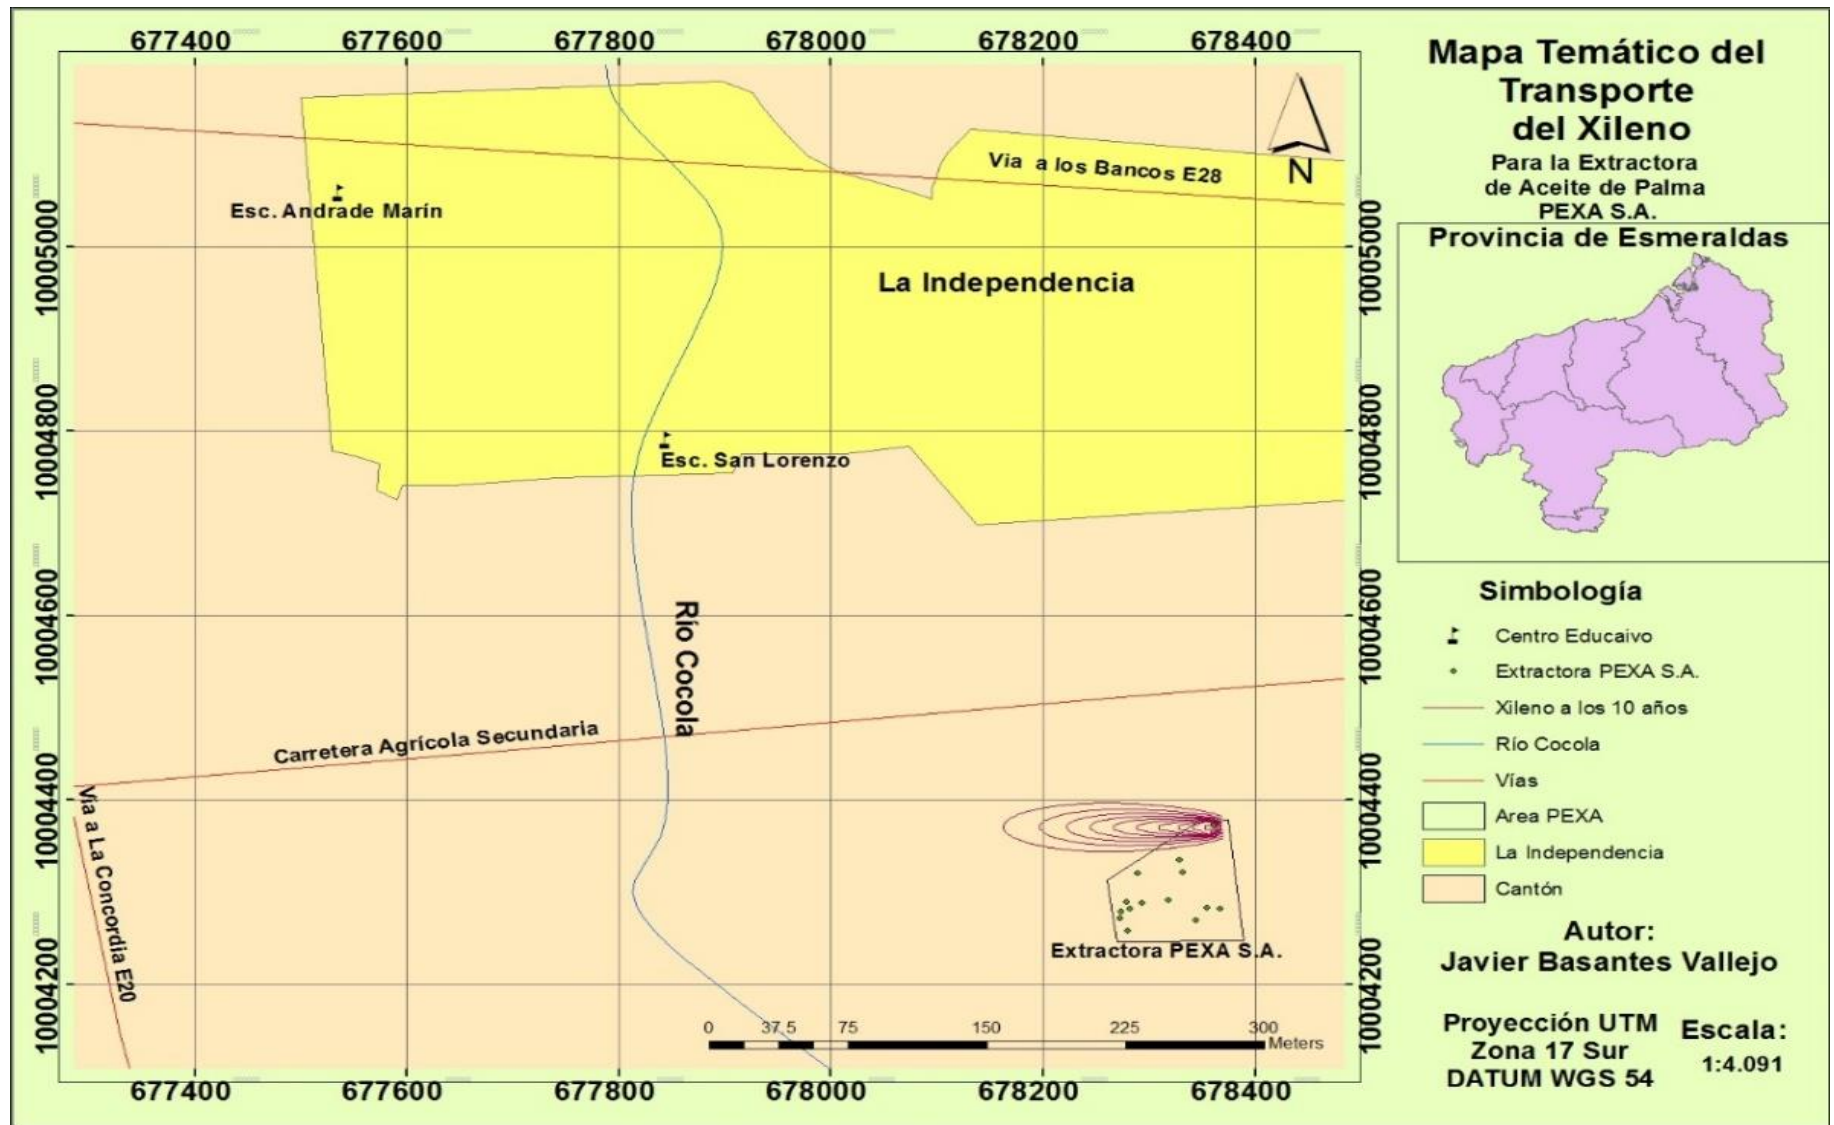 677400 677600 677800 678000 678200 678400
Mapa Temático del
Transporte
del Xileno
Para la Extractora
de Aceite de Palma
PEXA S.A.
Provincia de Esmeraldas
N
Via a los Bancos E28
Esc. Andrade Marín
La Independencia
Esc. San Lorenzo
Río Cocola
Carretera Agrícola Secundaria
Vía a La Concordia E20
Extractora PEXA S.A.
10005000
10004800
10004600
10004400
10004200
10005000
10004800
10004600
10004400
10004200
0 37,5 75 150 225 300
Meters
677400 677600 677800 678000 678200 678400
Simbología
Centro Educaivo
Extractora PEXA S.A.
Xileno a los 10 años
Río Cocola
Vías
Area PEXA
La Independencia
Cantón
Autor:
Javier Basantes Vallejo
Proyección UTM
Zona 17 Sur
DATUM WGS 54
Escala:
1:4.091